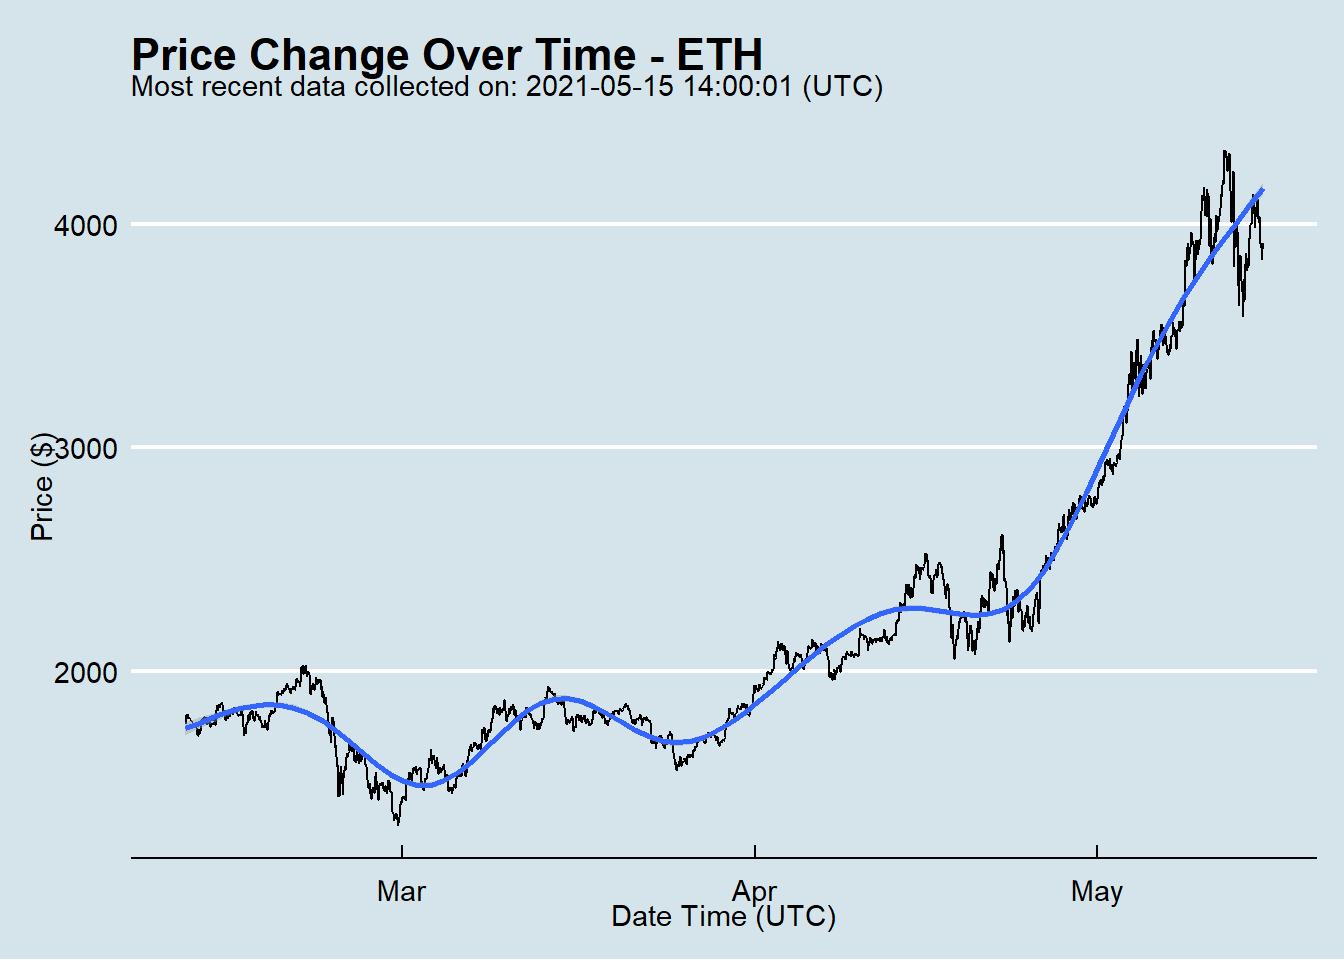 Price Change Over Time - ETH
Most recent data collected on: 2021-05-15 14:00:01 (UTC)
4000
3000
2000
Price ($)
Mar
Apr
May
Date Time (UTC)